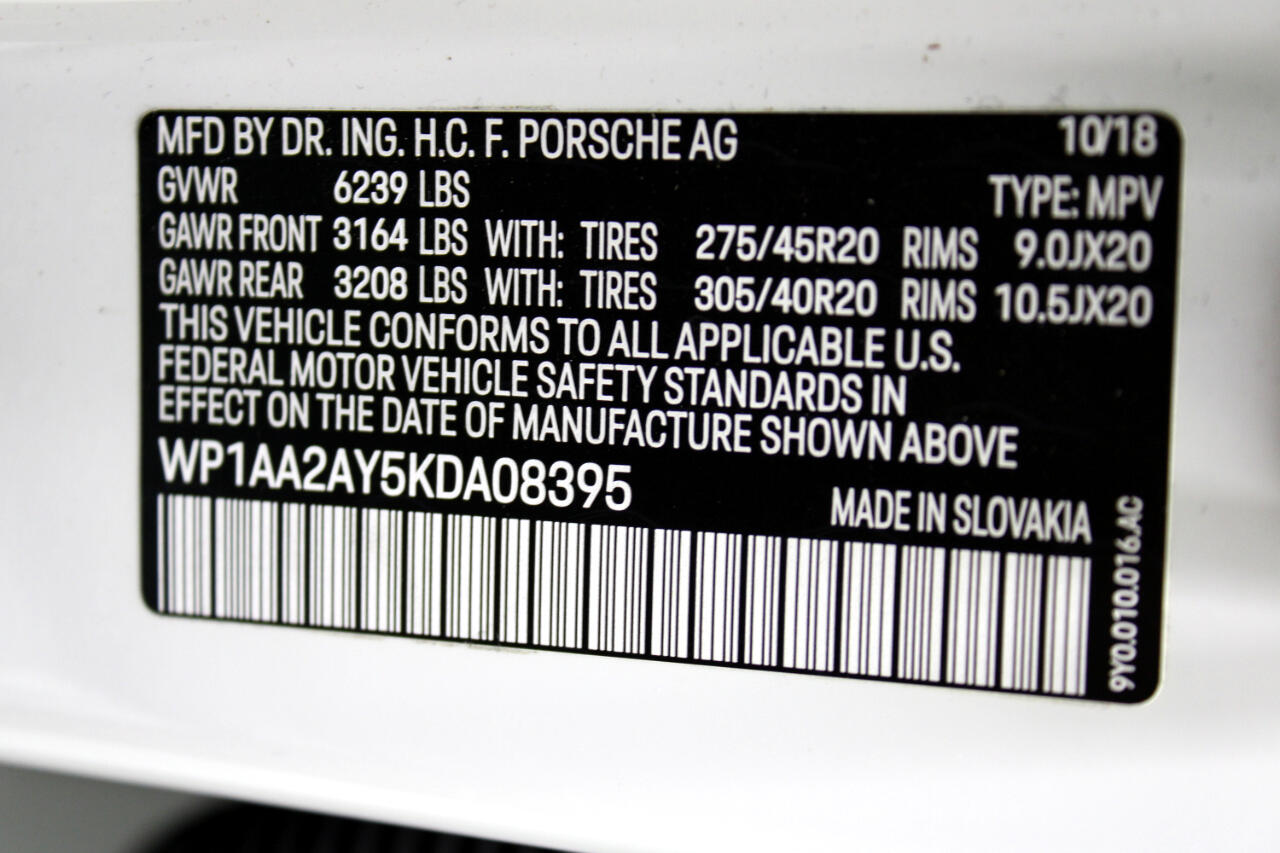 MFD BY DR. ING. H.C. F. PORSCHE AG 10/18
GVWR 6239 LBS TYPE: MPV
GAWR FRONT 3164 LBS WITH: TIRES 275/45R20 RIMS 9.0JX20
GAWR REAR 3208 LBS WITH: TIRES 305/40R20 RIMS 10.5JX20
THIS VEHICLE CONFORMS TO ALL APPLICABLE U.S.
FEDERAL MOTOR VEHICLE SAFETY STANDARDS IN
EFFECT ON THE DATE OF MANUFACTURE SHOWN ABOVE
WP1AA2AY5KDA08395
MADE IN SLOVAKIA
9Y0.010.016.AC